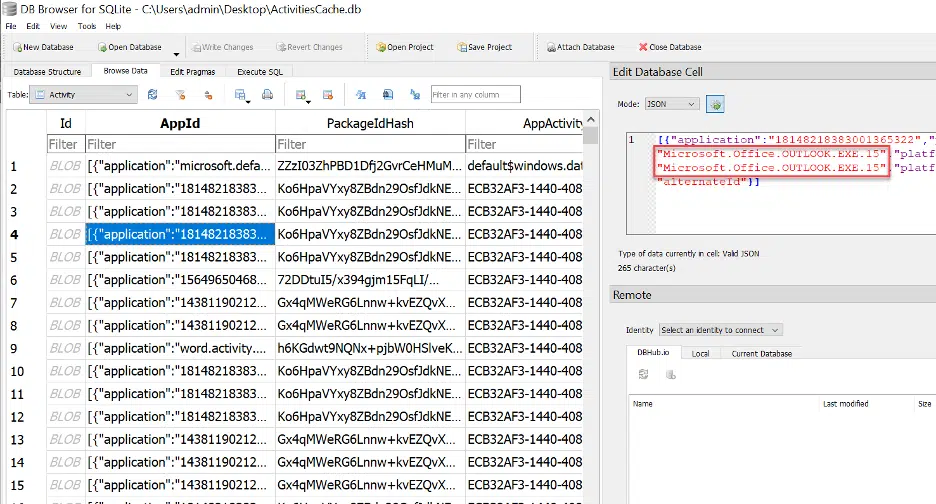 DB Browser for SQLite - C:\Users\admin\Desktop\ActivitiesCache.db
File Edit View Tools Help
New Database Open Database Write Changes Revert Changes Open Project Save Project Attach Database Close Database
Database Structure Browse Data Edit Pragmas Execute SQL
Table: Activity Filter in any column
Id AppId PackageIdHash AppActivity
Filter Filter Filter Filter
1 BLOB [{"application":"microsoft.defa... ZZzI03ZhPBD1Dfj2GvrCeHMuM... default$windows.dat
2 BLOB [{"application":"18148218383... Ko6HpaVYxy8ZBdn29OsfJdkNE... ECB32AF3-1440-408
3 BLOB [{"application":"18148218383... Ko6HpaVYxy8ZBdn29OsfJdkNE... ECB32AF3-1440-408
4 BLOB [{"application":"18148218383... Ko6HpaVYxy8ZBdn29OsfJdkNE... ECB32AF3-1440-408
5 BLOB [{"application":"18148218383... Ko6HpaVYxy8ZBdn29OsfJdkNE... ECB32AF3-1440-408
6 BLOB [{"application":"15649650468... 72DDtuI5/x394gjm15FqLI/... ECB32AF3-1440-408
7 BLOB [{"application":"14381190212... Gx4qMWeRG6Lnnw+kvEZQvX... ECB32AF3-1440-408
8 BLOB [{"application":"14381190212... Gx4qMWeRG6Lnnw+kvEZQvX... ECB32AF3-1440-408
9 BLOB [{"application":"word.activity.... h6KGdwt9NQNx+pjbW0HSlveK... ECB32AF3-1440-408
10 BLOB [{"application":"18148218383... Ko6HpaVYxy8ZBdn29OsfJdkNE... ECB32AF3-1440-408
11 BLOB [{"application":"18148218383... Ko6HpaVYxy8ZBdn29OsfJdkNE... ECB32AF3-1440-408
12 BLOB [{"application":"18148218383... Ko6HpaVYxy8ZBdn29OsfJdkNE... ECB32AF3-1440-408
13 BLOB [{"application":"14381190212... Gx4qMWeRG6Lnnw+kvEZQvX... ECB32AF3-1440-408
14 BLOB [{"application":"14381190212... Gx4qMWeRG6Lnnw+kvEZQvX... ECB32AF3-1440-408
15 BLOB [{"application":"14381190212... Gx4qMWeRG6Lnnw+kvEZQvX... ECB32AF3-1440-408
Edit Database Cell
Mode: JSON
1 [{"application":"18148218383001365322","
"Microsoft.Office.OUTLOOK.EXE.15","platf
"Microsoft.Office.OUTLOOK.EXE.15","platf
"alternateId"}]
Type of data currently in cell: Valid JSON
265 character(s)
Remote
Identity Select an identity to connect
DBHub.io Local Current Database
Name Last modified Size